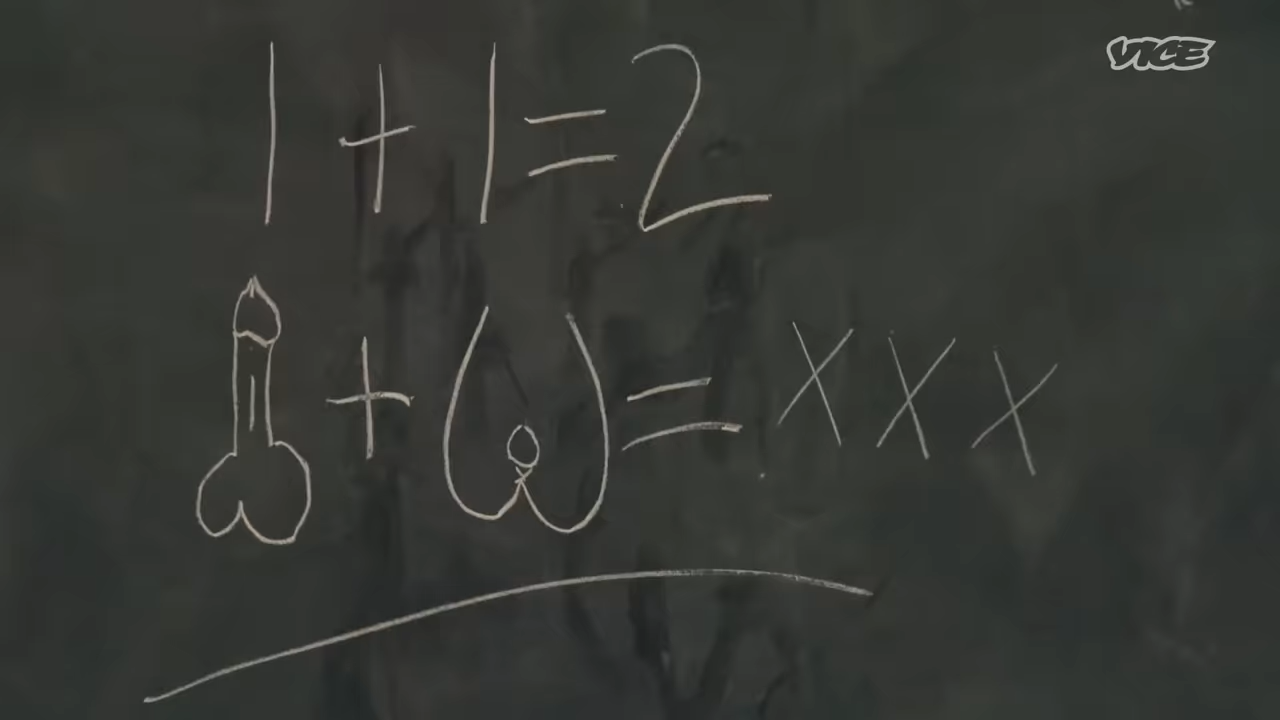 VICE
1 + 1 = 2
+ = XXX